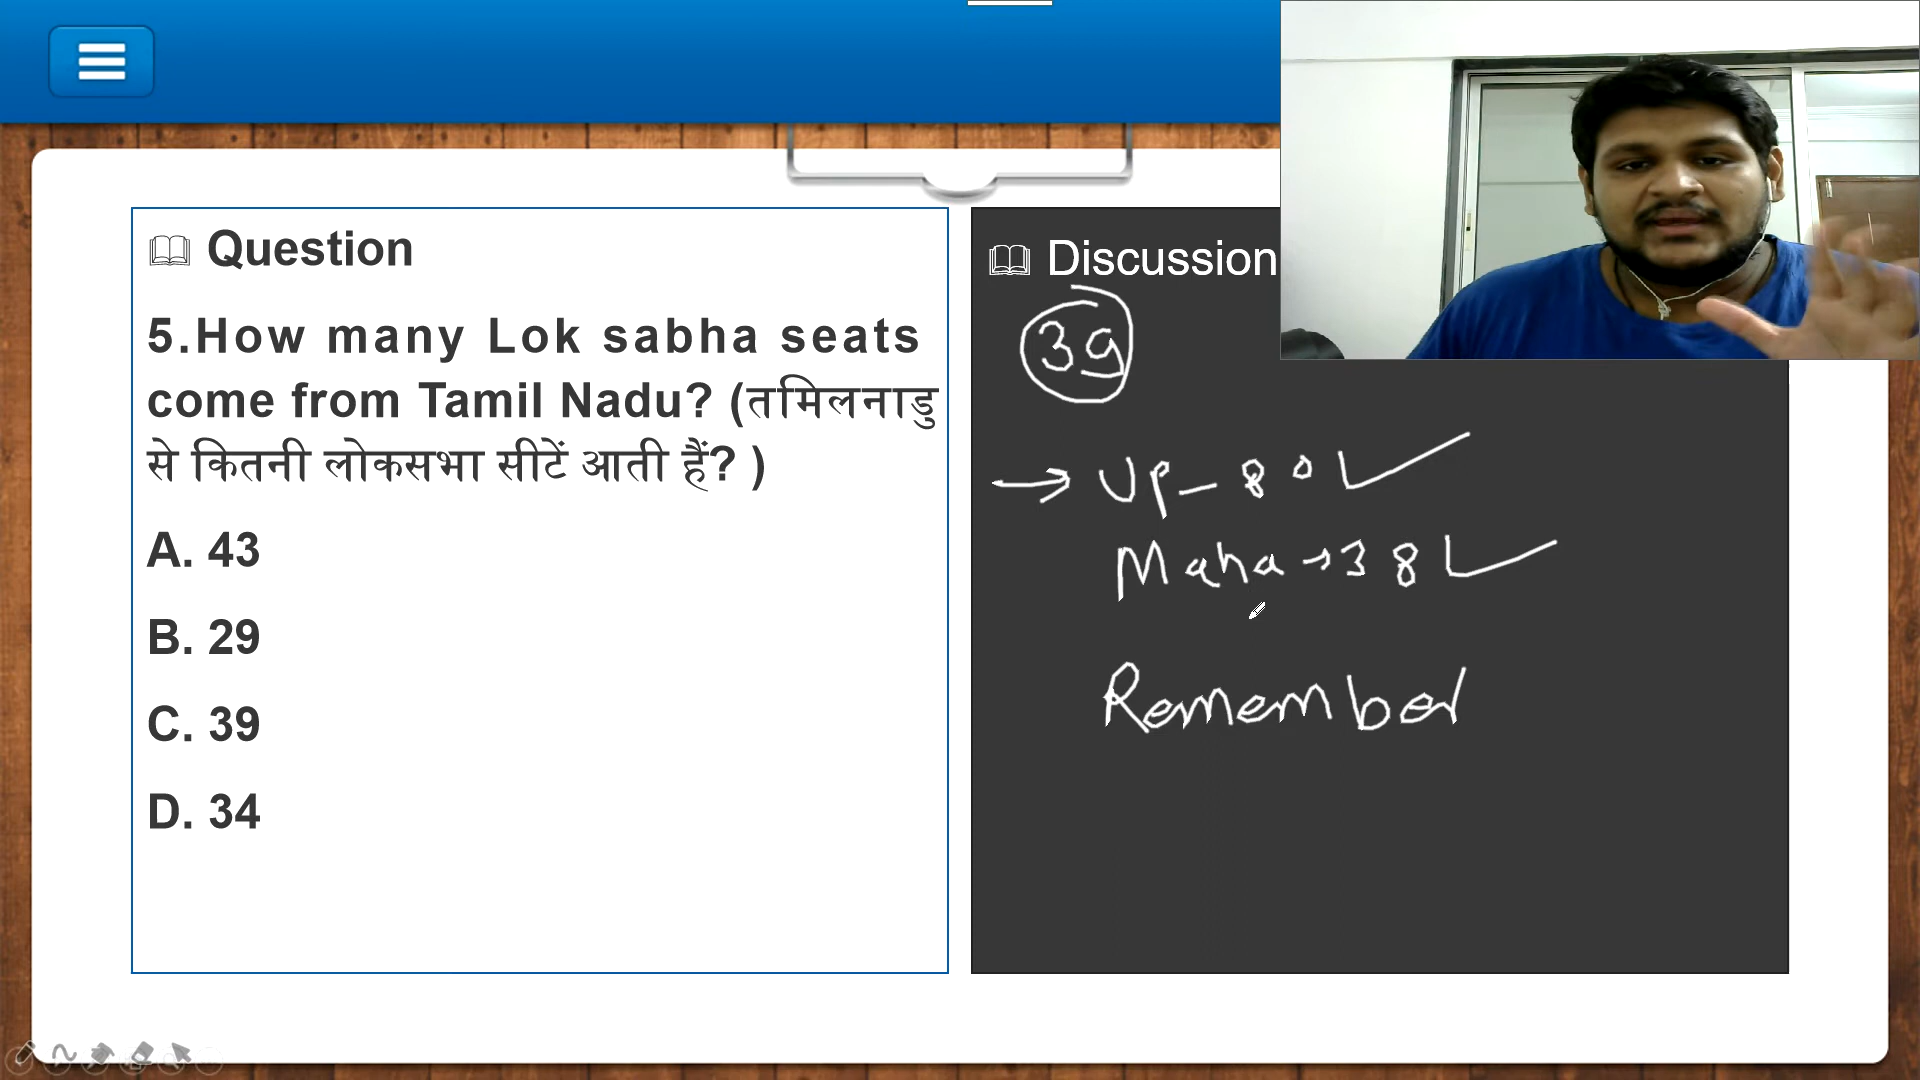 Question
5.How many Lok sabha seats
come from Tamil Nadu? (तमिलनाडु
से कितनी लोकसभा सीटें आती हैं? )
A. 43
B. 29
C. 39
D. 34
Discussion
39
→ UP - 80
Maha → 38
Remember